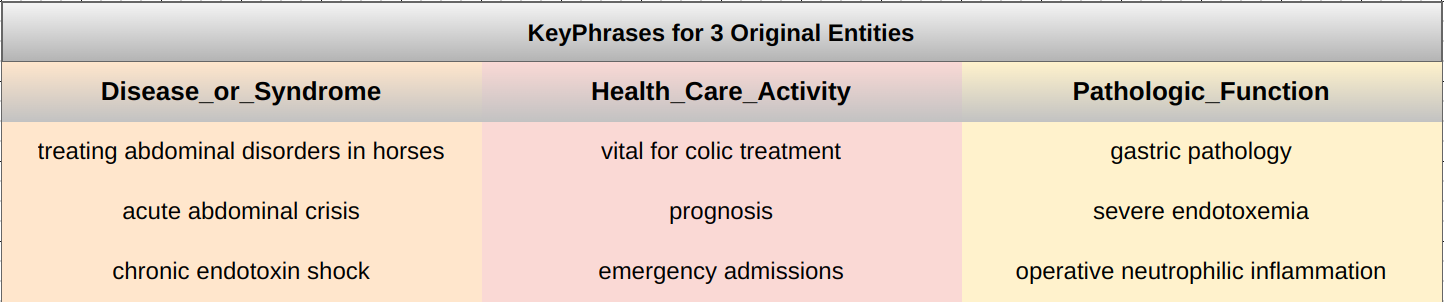 KeyPhrases for 3 Original Entities
Disease_or_Syndrome Health_Care_Activity Pathologic_Function
treating abdominal disorders in horses vital for colic treatment gastric pathology
acute abdominal crisis prognosis severe endotoxemia
chronic endotoxin shock emergency admissions operative neutrophilic inflammation